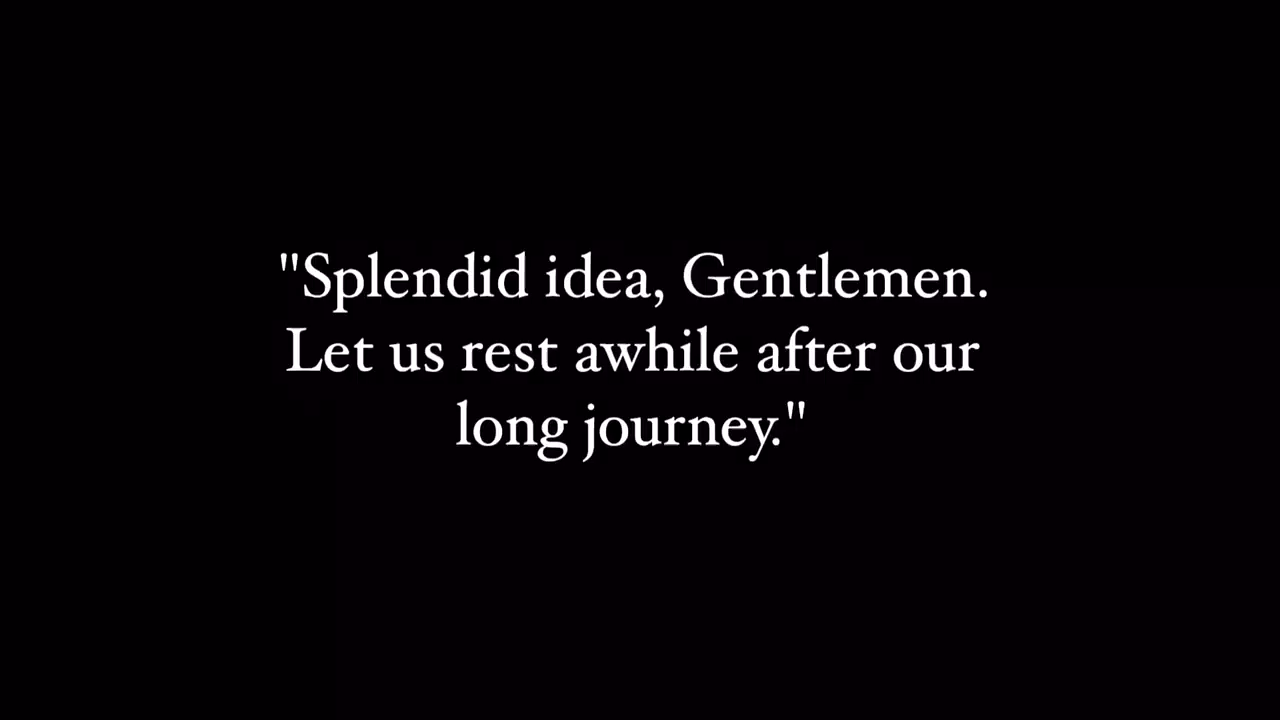 "Splendid idea, Gentlemen.
Let us rest awhile after our
long journey."